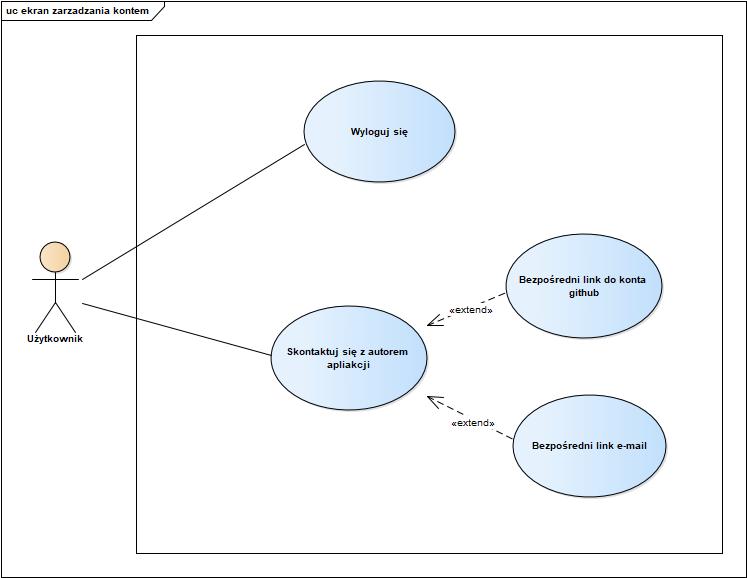 uc ekran zarzadzania kontem
Wyloguj się
Bezpośredni link do konta
github
«extend»
Użytkownik
Skontaktuj się z autorem
apliakcji
«extend»
Bezpośredni link e-mail